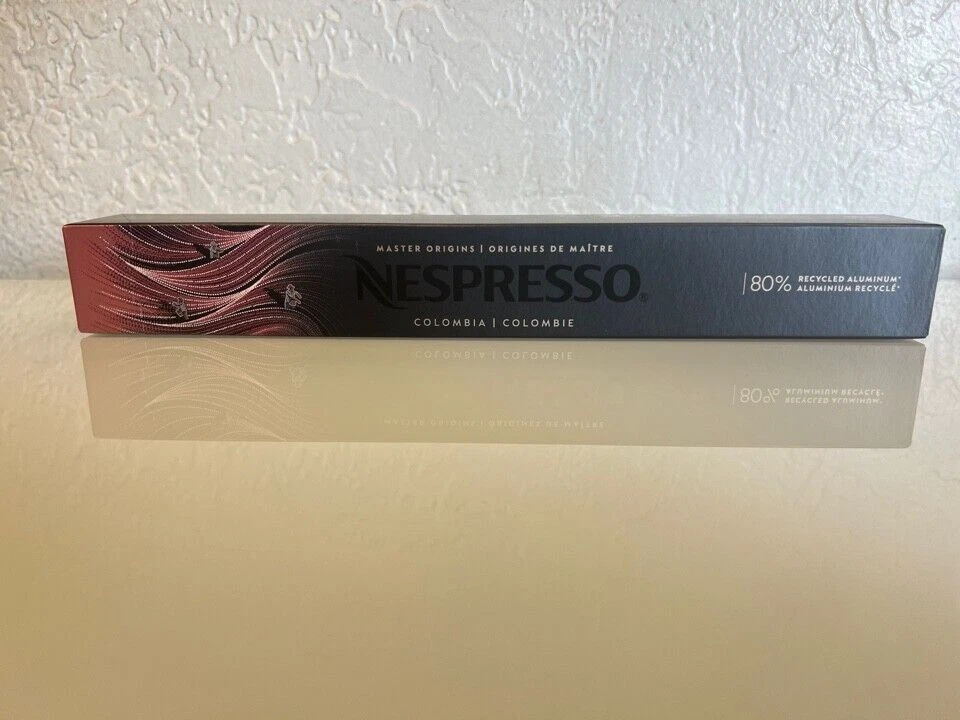 MASTER ORIGINS | ORIGINES DE MAÎTRE
NESPRESSO®
COLOMBIA | COLOMBIE
80% RECYCLED ALUMINUM*
ALUMINIUM RECYCLÉ*